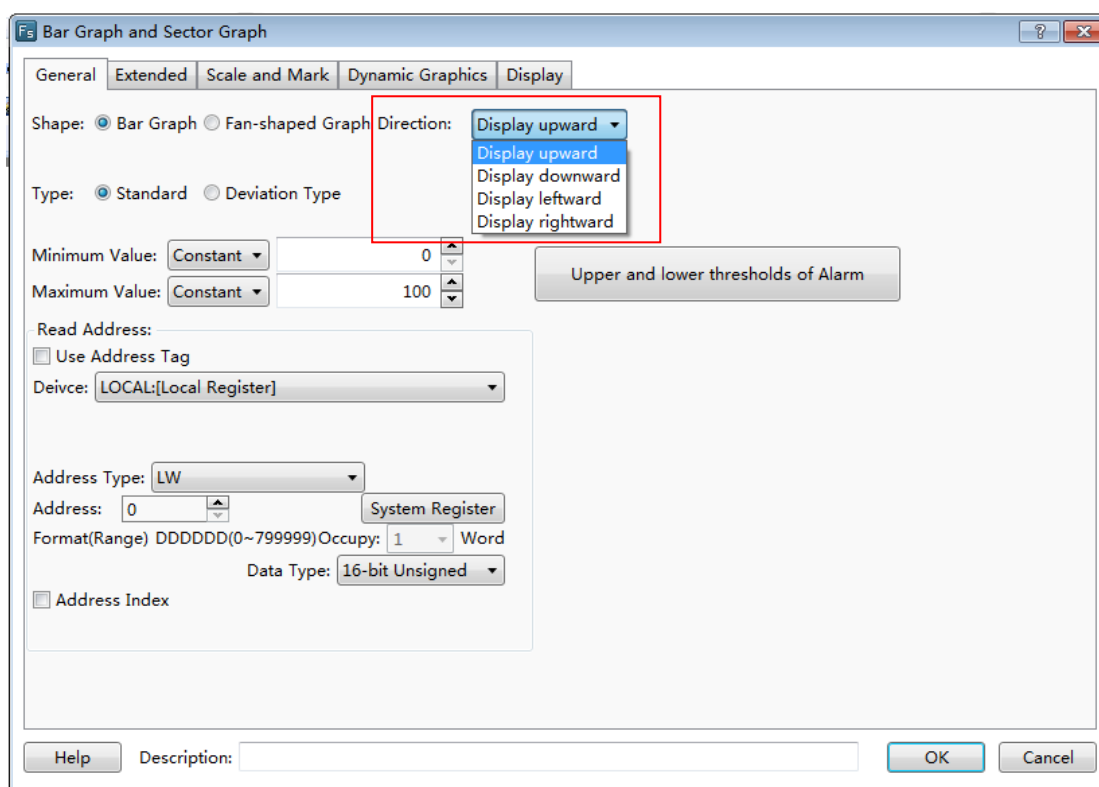 Fs Bar Graph and Sector Graph ?
General Extended Scale and Mark Dynamic Graphics Display
Shape: Bar Graph Fan-shaped Graph Direction: Display upward
Display upward
Display downward
Type: Standard Deviation Type Display leftward
Display rightward
Minimum Value: Constant 0
Upper and lower thresholds of Alarm
Maximum Value: Constant 100
Read Address:
Use Address Tag
Deivce: LOCAL:[Local Register]
Address Type: LW
Address: 0 System Register
Format(Range) DDDDDD(0~799999)Occupy: 1 Word
Data Type: 16-bit Unsigned
Address Index
Help Description: OK Cancel